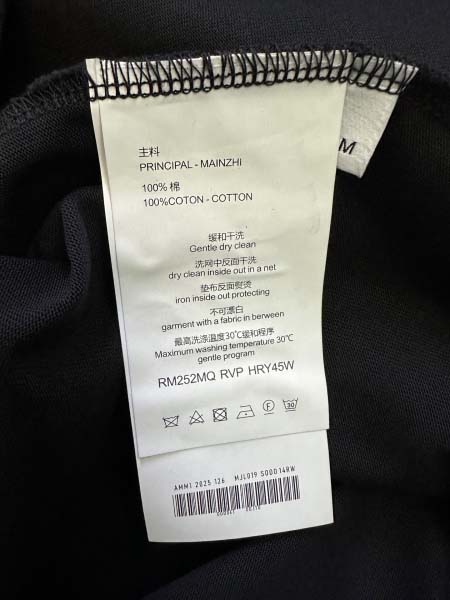 M
主料
PRINCIPAL - MAINZHI
100% 棉
100%COTON - COTTON
缓和干洗
Gentle dry clean
洗网中反面干洗
dry clean inside out in a net
垫布反面熨烫
iron inside out protecting
不可漂白
garment with a fabric in berween
最高洗涤温度30℃缓和程序
Maximum washing temperature 30℃
gentle program
RM252MQ RVP HRY45W
F 30
AMM1 2025 126 MJL019 S00014RW